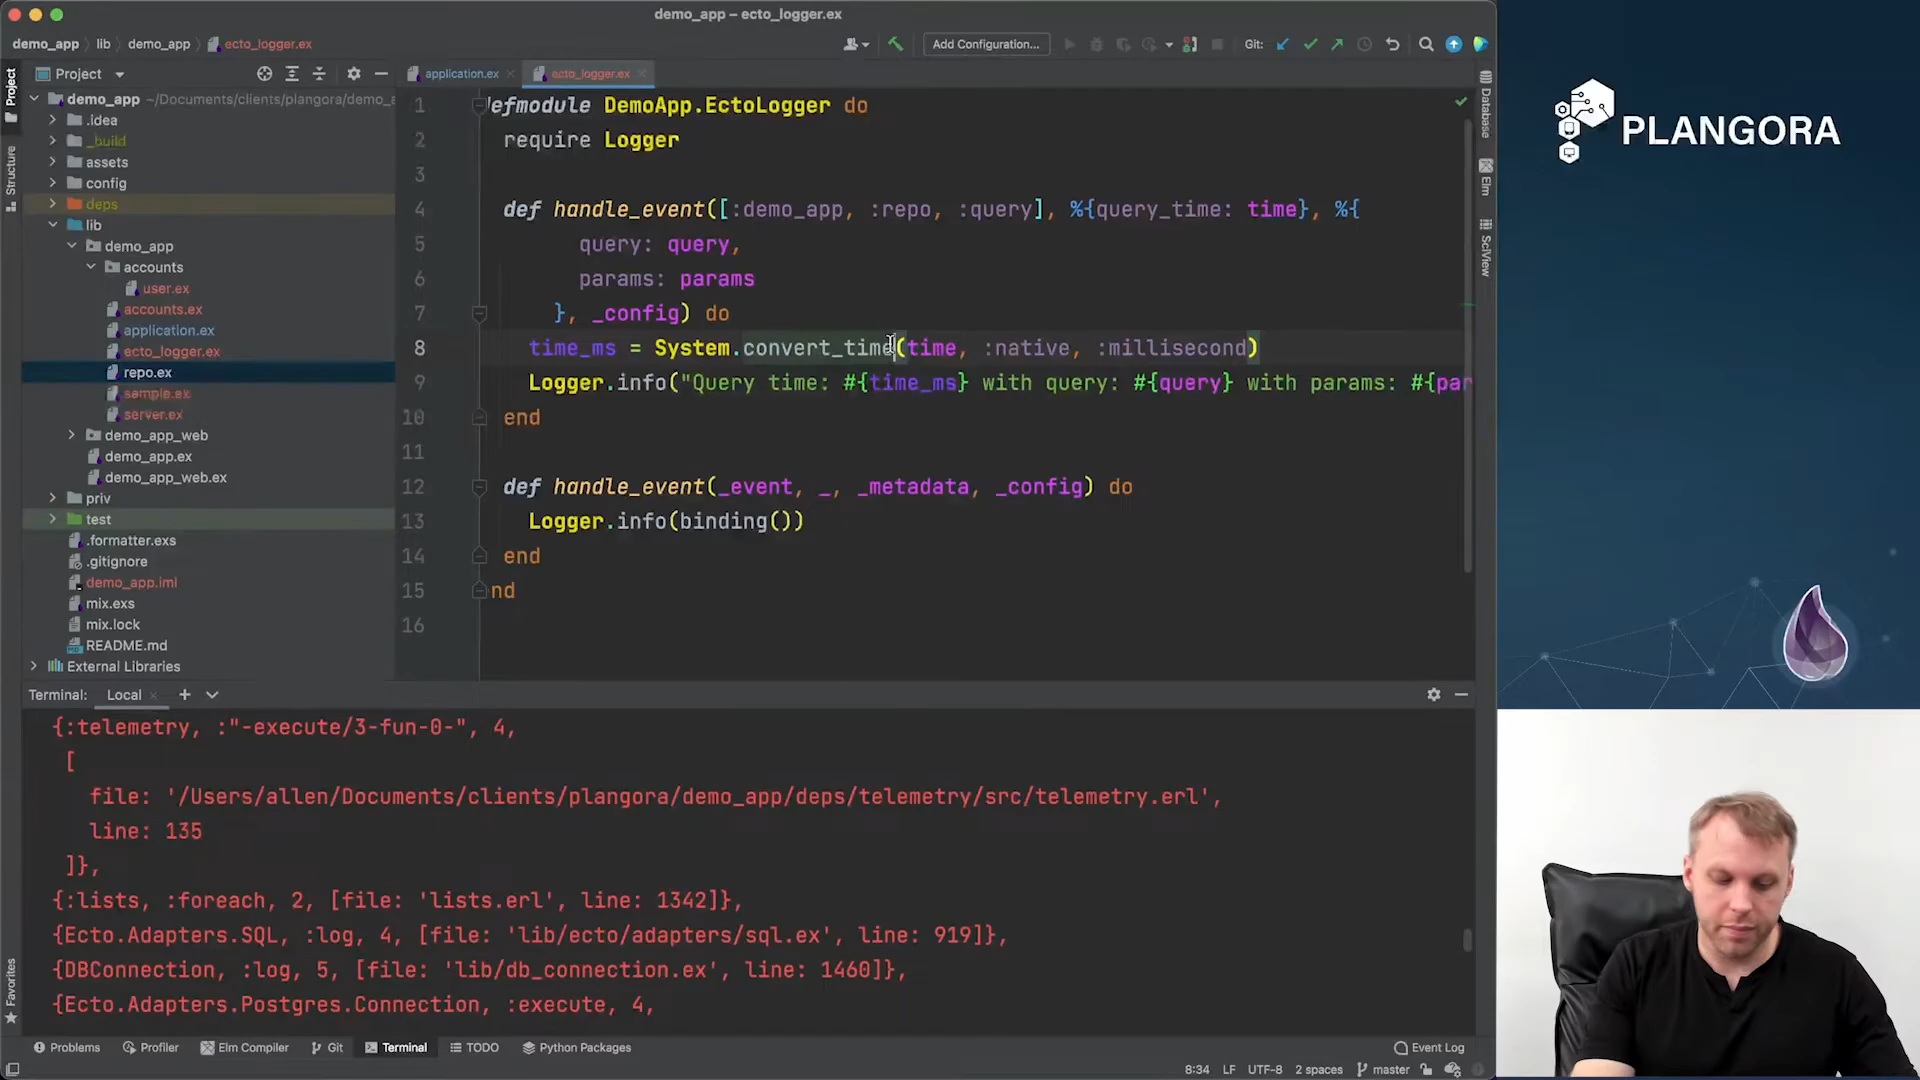 demo_app – ecto_logger.ex
demo_app
lib
demo_app
ecto_logger.ex
Add Configuration...
Git:
Project
application.ex
ecto_logger.ex
demo_app ~/Documents/clients/plangora/demo_a
.idea
_build
assets
config
deps
lib
demo_app
accounts
user.ex
accounts.ex
application.ex
ecto_logger.ex
repo.ex
sample.ex
server.ex
demo_app_web
demo_app.ex
demo_app_web.ex
priv
test
.formatter.exs
.gitignore
demo_app.iml
mix.exs
mix.lock
README.md
External Libraries
Project
Structure
Favorites
1 efmodule DemoApp.EctoLogger do
2 require Logger
3
4 def handle_event([:demo_app, :repo, :query], %{query_time: time}, %{
5 query: query,
6 params: params
7 }, _config) do
8 time_ms = System.convert_time(time, :native, :millisecond)
9 Logger.info("Query time: #{time_ms} with query: #{query} with params: #{par
10 end
11
12 def handle_event(_event, _, _metadata, _config) do
13 Logger.info(binding())
14 end
15 nd
16
Database
Elm
SciView
Terminal: Local
{:telemetry, :"-execute/3-fun-0-", 4,
[
file: '/Users/allen/Documents/clients/plangora/demo_app/deps/telemetry/src/telemetry.erl',
line: 135
]},
{:lists, :foreach, 2, [file: 'lists.erl', line: 1342]},
{Ecto.Adapters.SQL, :log, 4, [file: 'lib/ecto/adapters/sql.ex', line: 919]},
{DBConnection, :log, 5, [file: 'lib/db_connection.ex', line: 1460]},
{Ecto.Adapters.Postgres.Connection, :execute, 4,
Problems
Profiler
Elm Compiler
Git
Terminal
TODO
Python Packages
Event Log
8:34 LF UTF-8 2 spaces master
PLANGORA